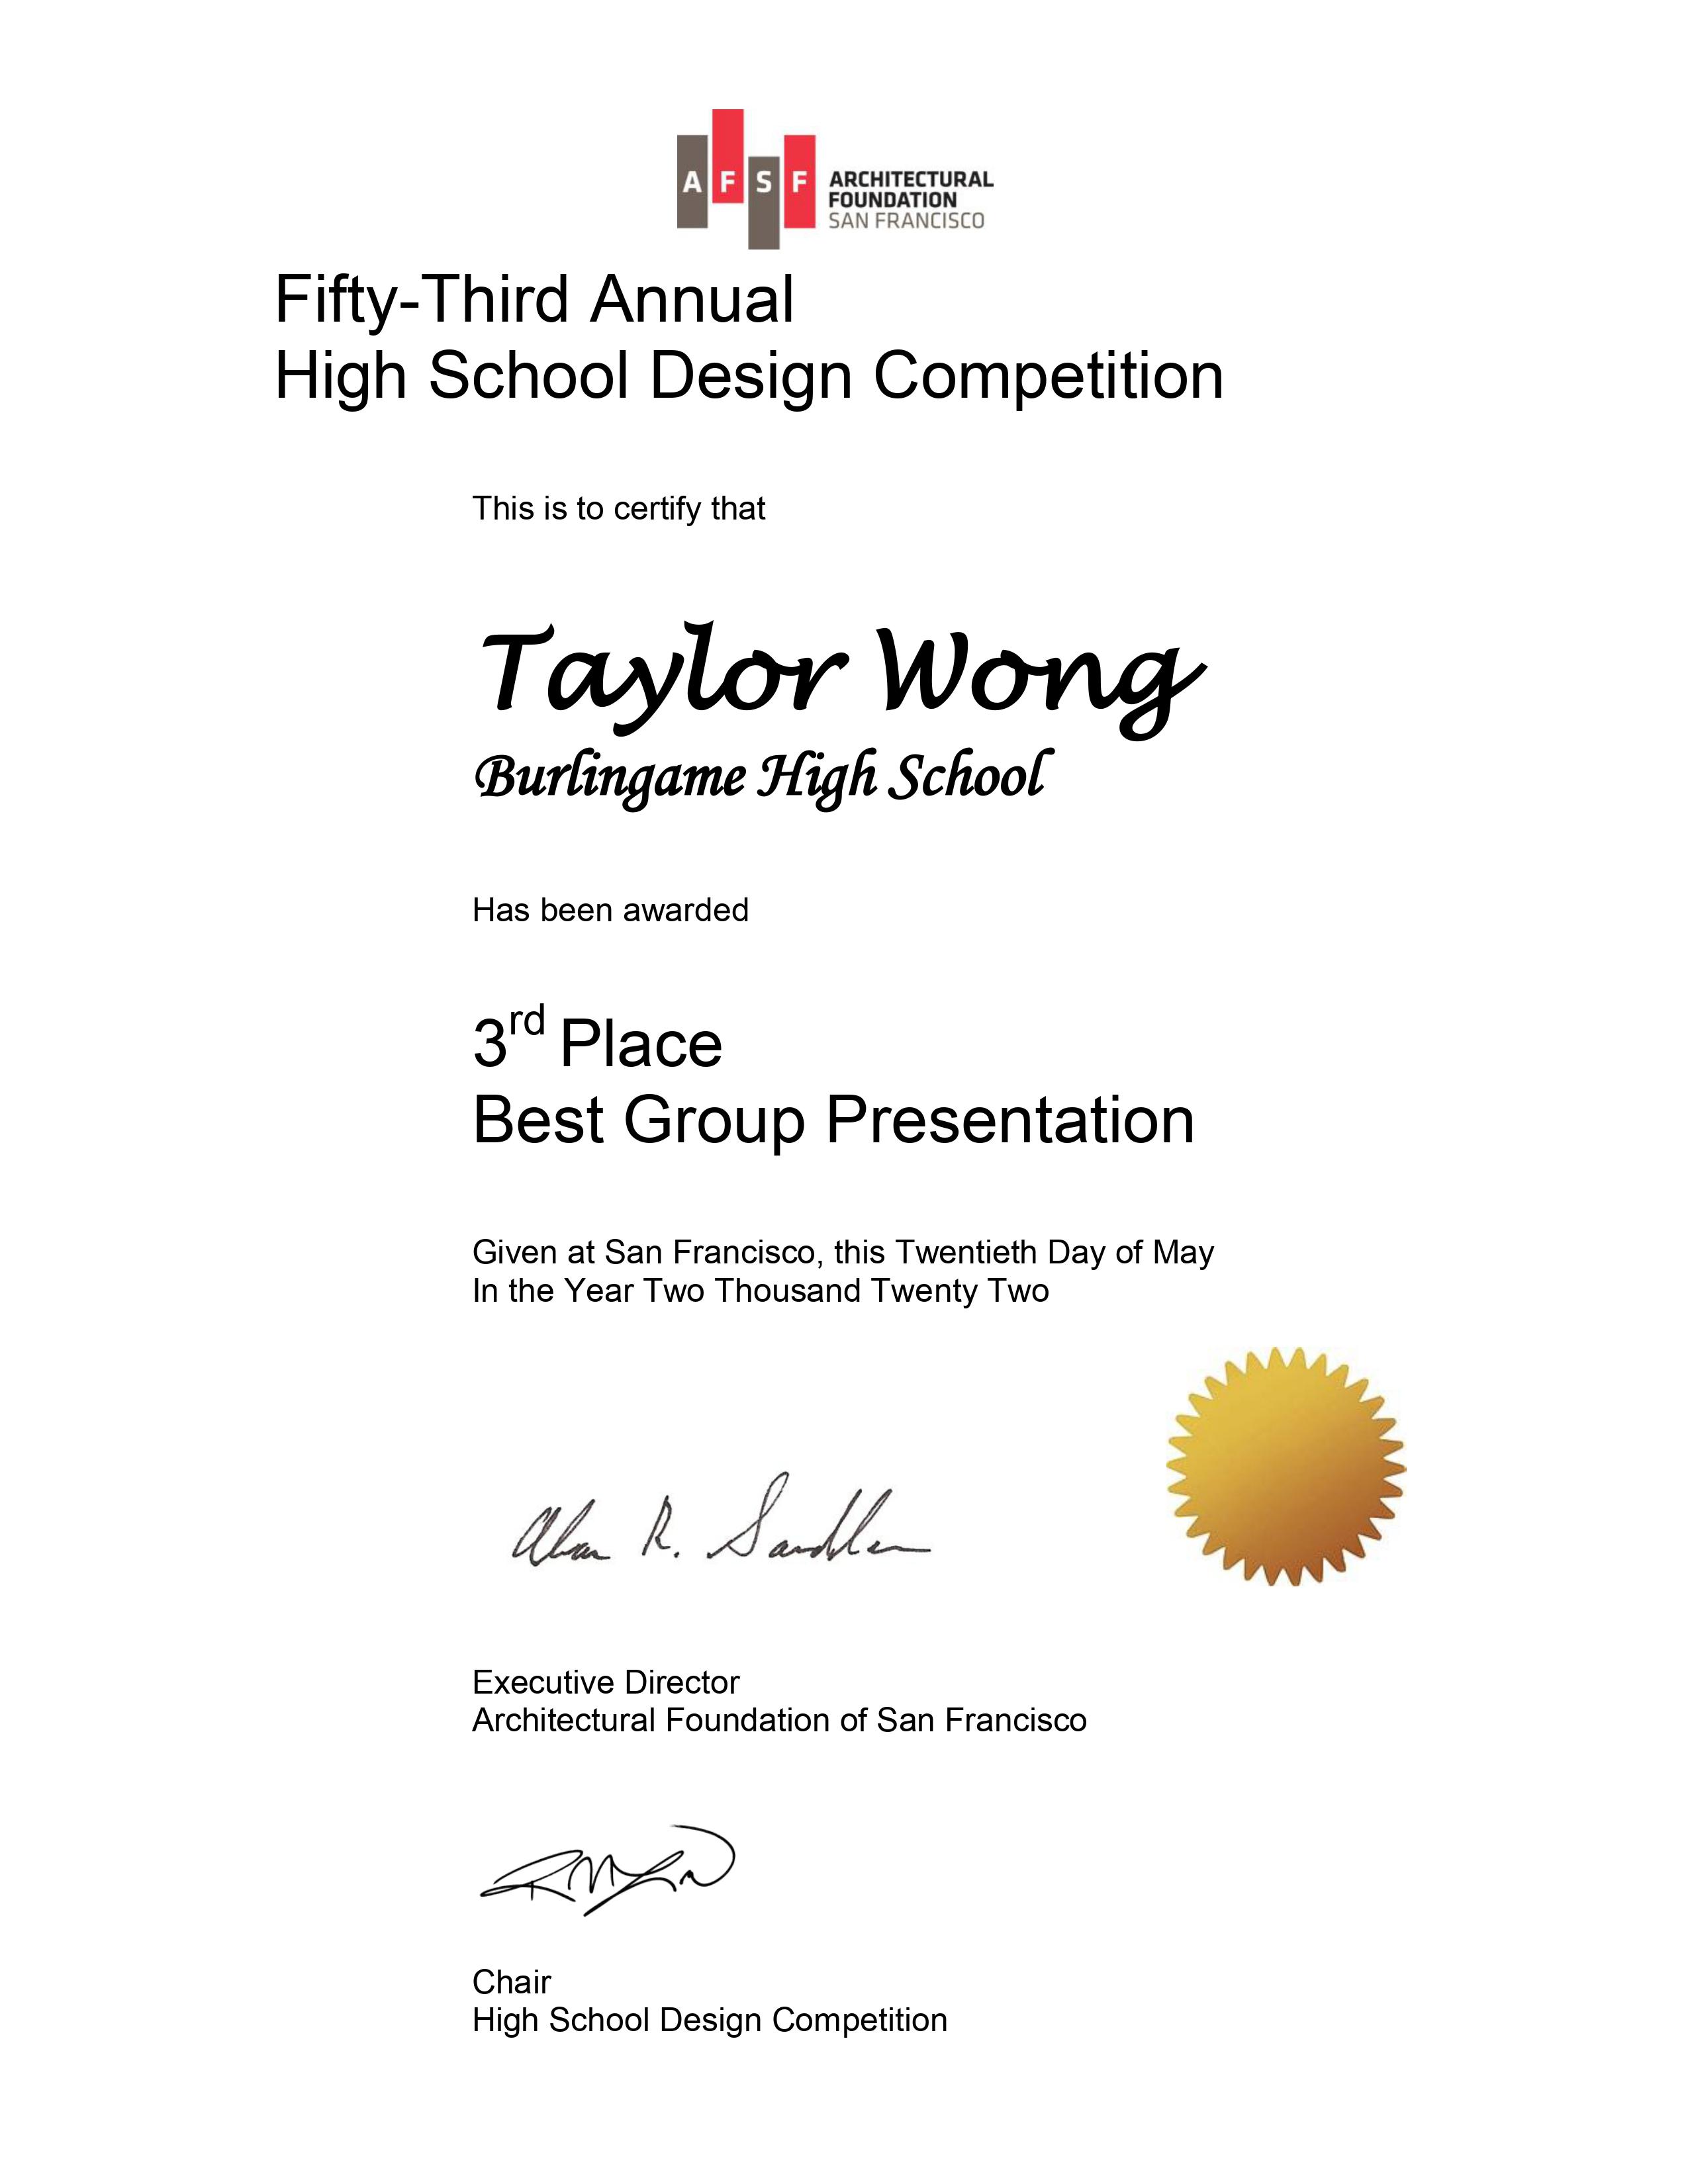 A F S F
ARCHITECTURAL
FOUNDATION
SAN FRANCISCO
Fifty-Third Annual
High School Design Competition
This is to certify that
Taylor Wong
Burlingame High School
Has been awarded
3rd Place
Best Group Presentation
Given at San Francisco, this Twentieth Day of May
In the Year Two Thousand Twenty Two
Alan R. Sandler
Executive Director
Architectural Foundation of San Francisco
Chair
High School Design Competition